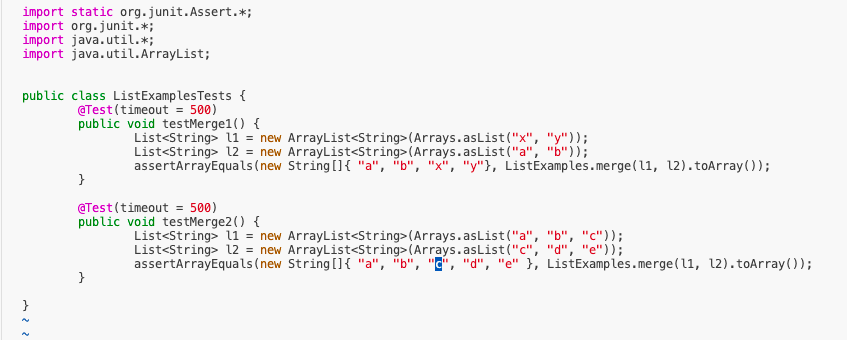 import static org.junit.Assert.*;
import org.junit.*;
import java.util.*;
import java.util.ArrayList;
public class ListExamplesTests {
        @Test(timeout = 500)
        public void testMerge1() {
                List<String> l1 = new ArrayList<String>(Arrays.asList("x", "y"));
                List<String> l2 = new ArrayList<String>(Arrays.asList("a", "b"));
                assertArrayEquals(new String[]{ "a", "b", "x", "y"}, ListExamples.merge(l1, l2).toArray());
        }
        @Test(timeout = 500)
        public void testMerge2() {
                List<String> l1 = new ArrayList<String>(Arrays.asList("a", "b", "c"));
                List<String> l2 = new ArrayList<String>(Arrays.asList("c", "d", "e"));
                assertArrayEquals(new String[]{ "a", "b", "c", "d", "e" }, ListExamples.merge(l1, l2).toArray());
        }
}
~
~